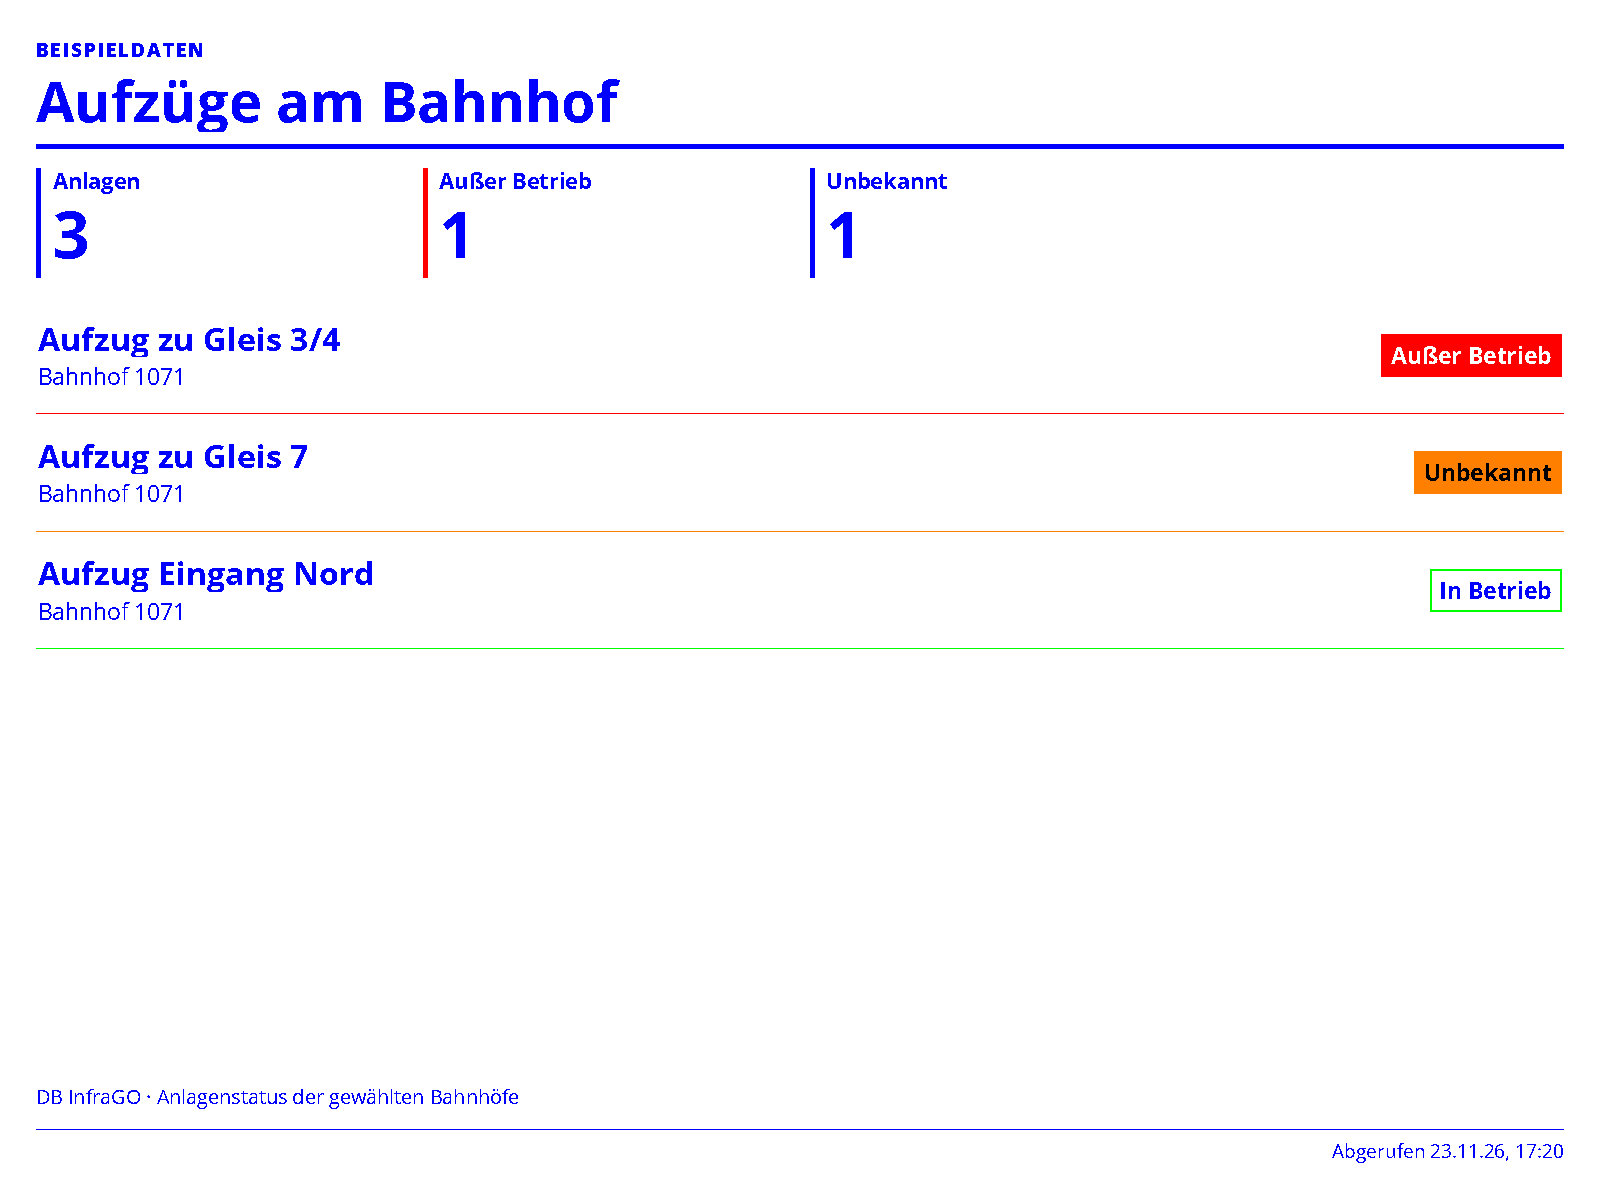 BEISPIELDATEN
Aufzüge am Bahnhof
Anlagen
3
Außer Betrieb
1
Unbekannt
1
Aufzug zu Gleis 3/4
Bahnhof 1071
Außer Betrieb
Aufzug zu Gleis 7
Bahnhof 1071
Unbekannt
Aufzug Eingang Nord
Bahnhof 1071
In Betrieb
DB InfraGO · Anlagenstatus der gewählten Bahnhöfe
Abgerufen 23.11.26, 17:20